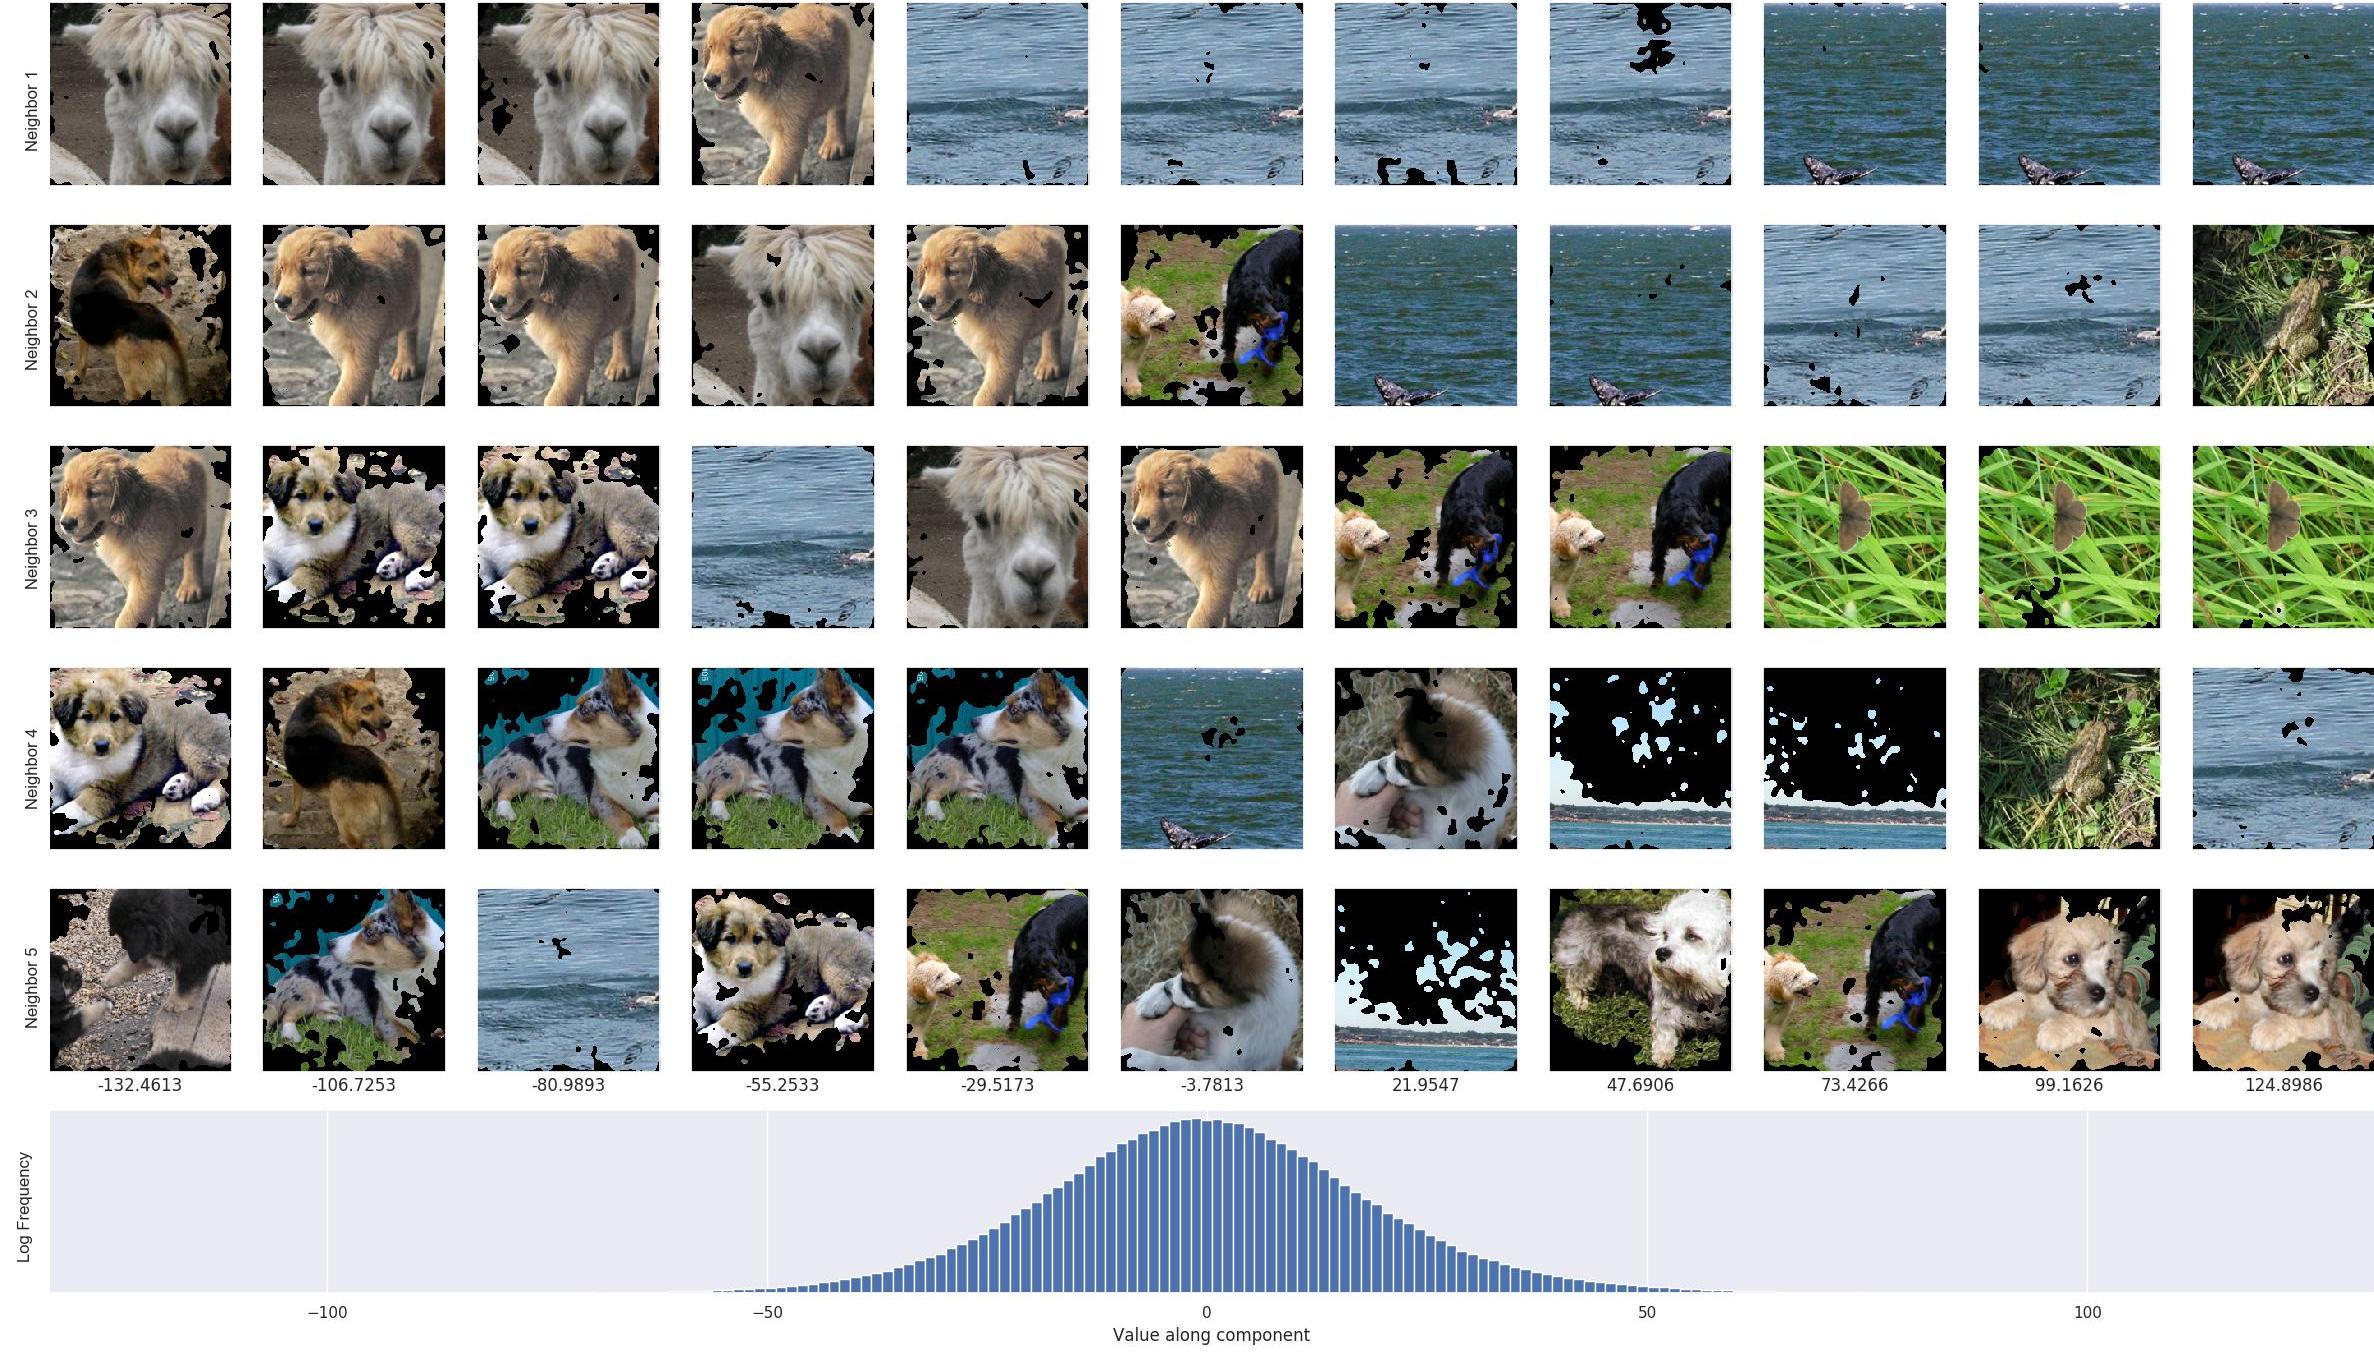 Neighbor 1
Neighbor 2
Neighbor 3
Neighbor 4
Neighbor 5
-132.4613
-106.7253
-80.9893
-55.2533
-29.5173
-3.7813
21.9547
47.6906
73.4266
99.1626
124.8986
Log Frequency
−100
−50
0
50
100
Value along component